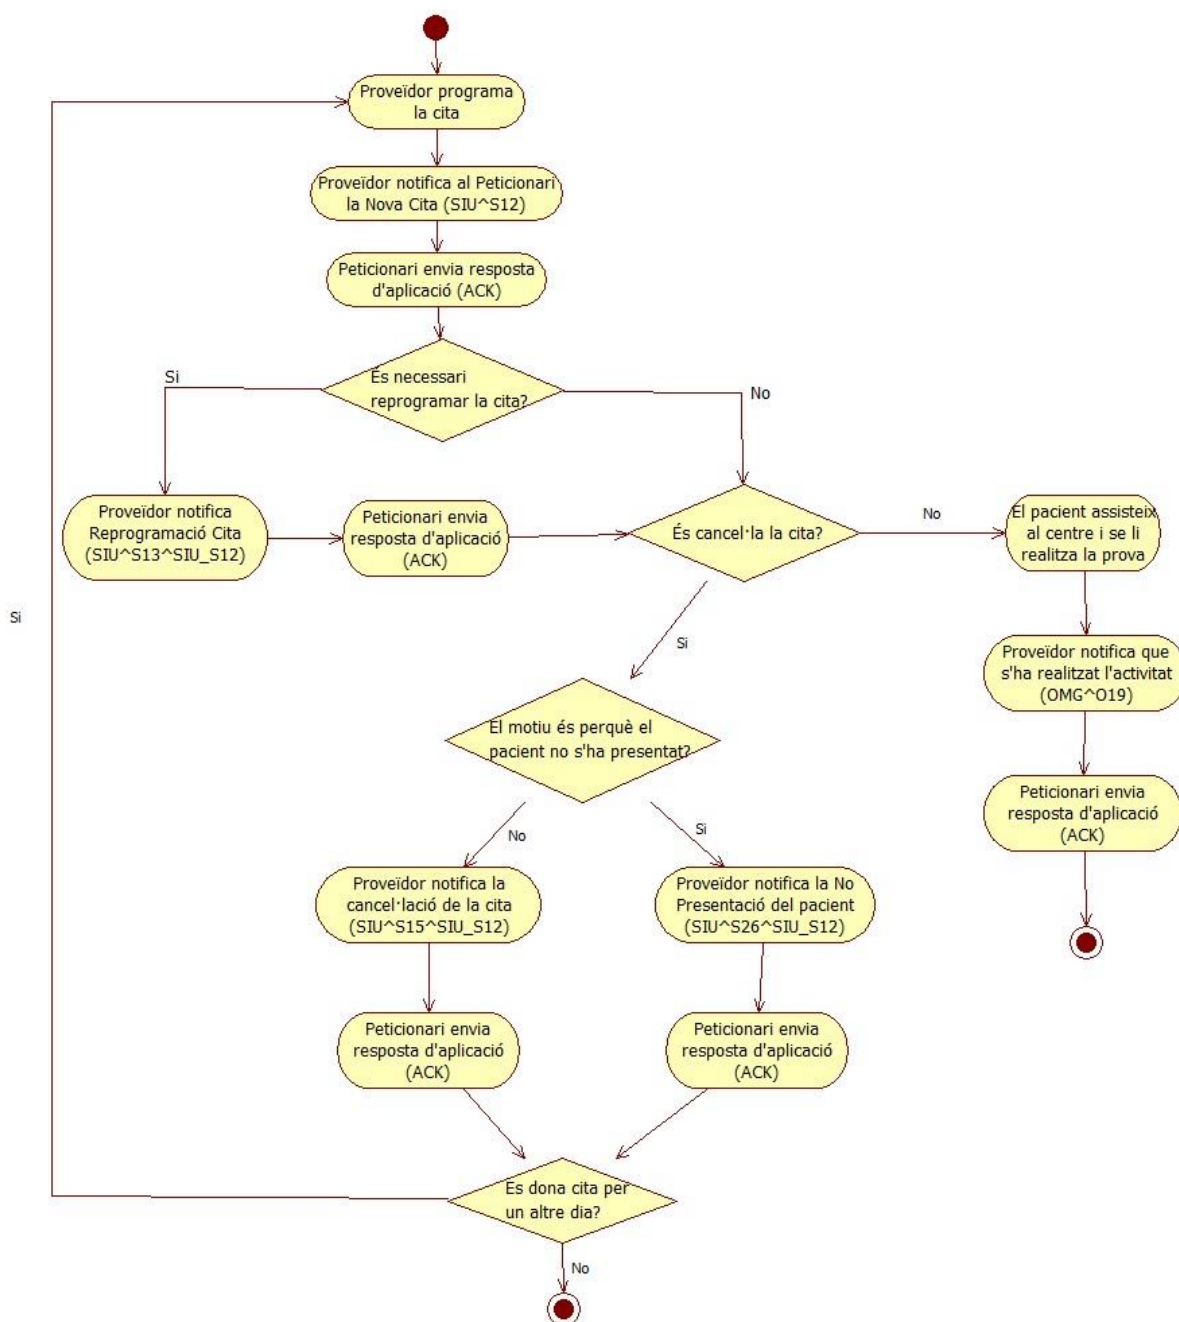 Proveïdor programa
la cita
Proveïdor notifica al Peticionari
la Nova Cita (SIU^S12)
Peticionari envia resposta
d'aplicació (ACK)
És necessari
reprogramar la cita?
Si
No
Proveïdor notifica
Reprogramació Cita
(SIU^S13^SIU_S12)
Peticionari envia
resposta d'aplicació
(ACK)
És cancel·la la cita?
No
El pacient assisteix
al centre i se li
realitza la prova
Si
Si
Proveïdor notifica que
s'ha realitzat l'activitat
(OMG^O19)
El motiu és perquè el
pacient no s'ha presentat?
Peticionari envia
resposta d'aplicació
(ACK)
No
Si
Proveïdor notifica la
cancel·lació de la cita
(SIU^S15^SIU_S12)
Proveïdor notifica la No
Presentació del pacient
(SIU^S26^SIU_S12)
Peticionari envia
resposta d'aplicació
(ACK)
Peticionari envia
resposta d'aplicació
(ACK)
Es dona cita per
un altre dia?
No